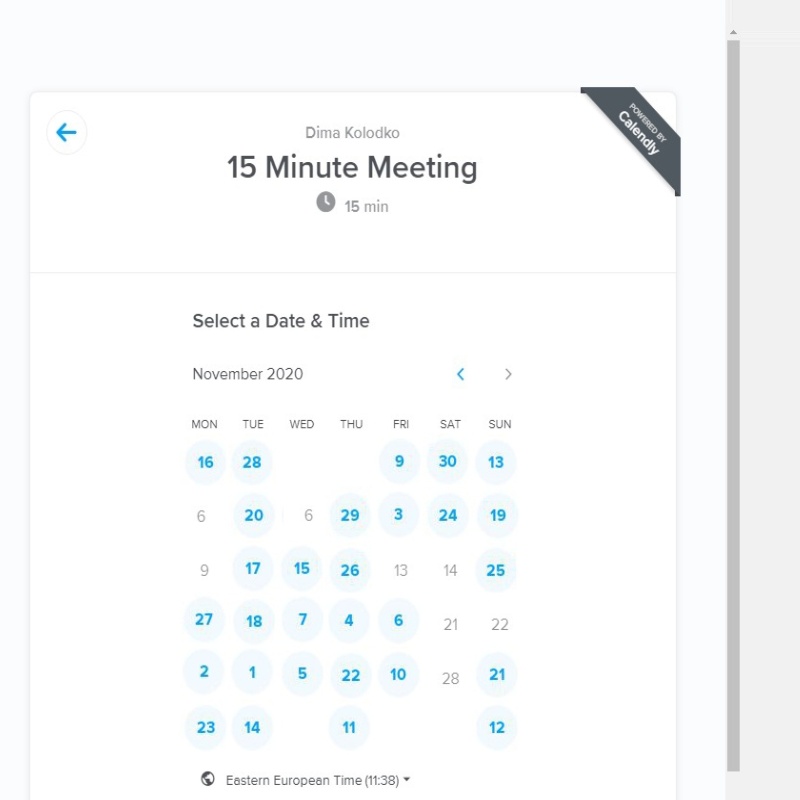 POWERED BY
Calendly
Dima Kolodko
15 Minute Meeting
15 min
Select a Date & Time
November 2020
MON TUE WED THU FRI SAT SUN
16 28 9 30 13
6 20 6 29 3 24 19
9 17 15 26 13 14 25
27 18 7 4 6 21 22
2 1 5 22 10 28 21
23 14 11 12
Eastern European Time (11:38)